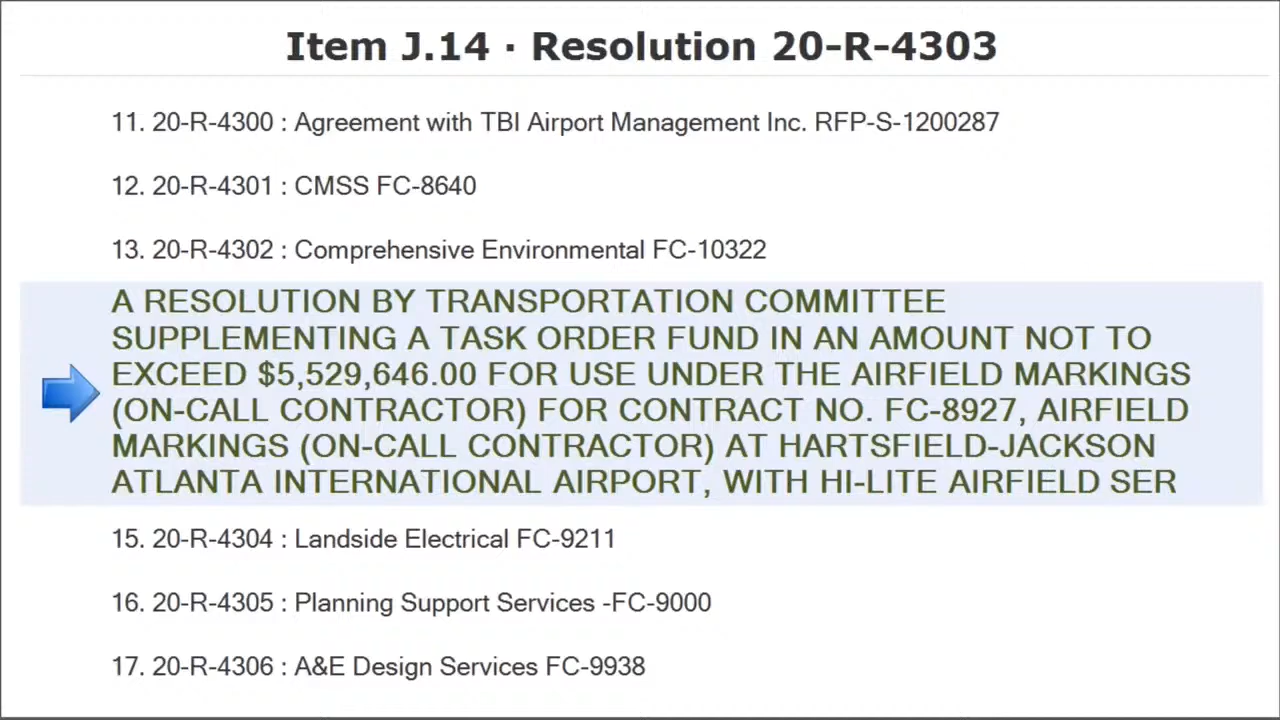 Item J.14 · Resolution 20-R-4303
11. 20-R-4300 : Agreement with TBI Airport Management Inc. RFP-S-1200287
12. 20-R-4301 : CMSS FC-8640
13. 20-R-4302 : Comprehensive Environmental FC-10322
A RESOLUTION BY TRANSPORTATION COMMITTEE
SUPPLEMENTING A TASK ORDER FUND IN AN AMOUNT NOT TO
EXCEED $5,529,646.00 FOR USE UNDER THE AIRFIELD MARKINGS
(ON-CALL CONTRACTOR) FOR CONTRACT NO. FC-8927, AIRFIELD
MARKINGS (ON-CALL CONTRACTOR) AT HARTSFIELD-JACKSON
ATLANTA INTERNATIONAL AIRPORT, WITH HI-LITE AIRFIELD SER
15. 20-R-4304 : Landside Electrical FC-9211
16. 20-R-4305 : Planning Support Services -FC-9000
17. 20-R-4306 : A&E Design Services FC-9938